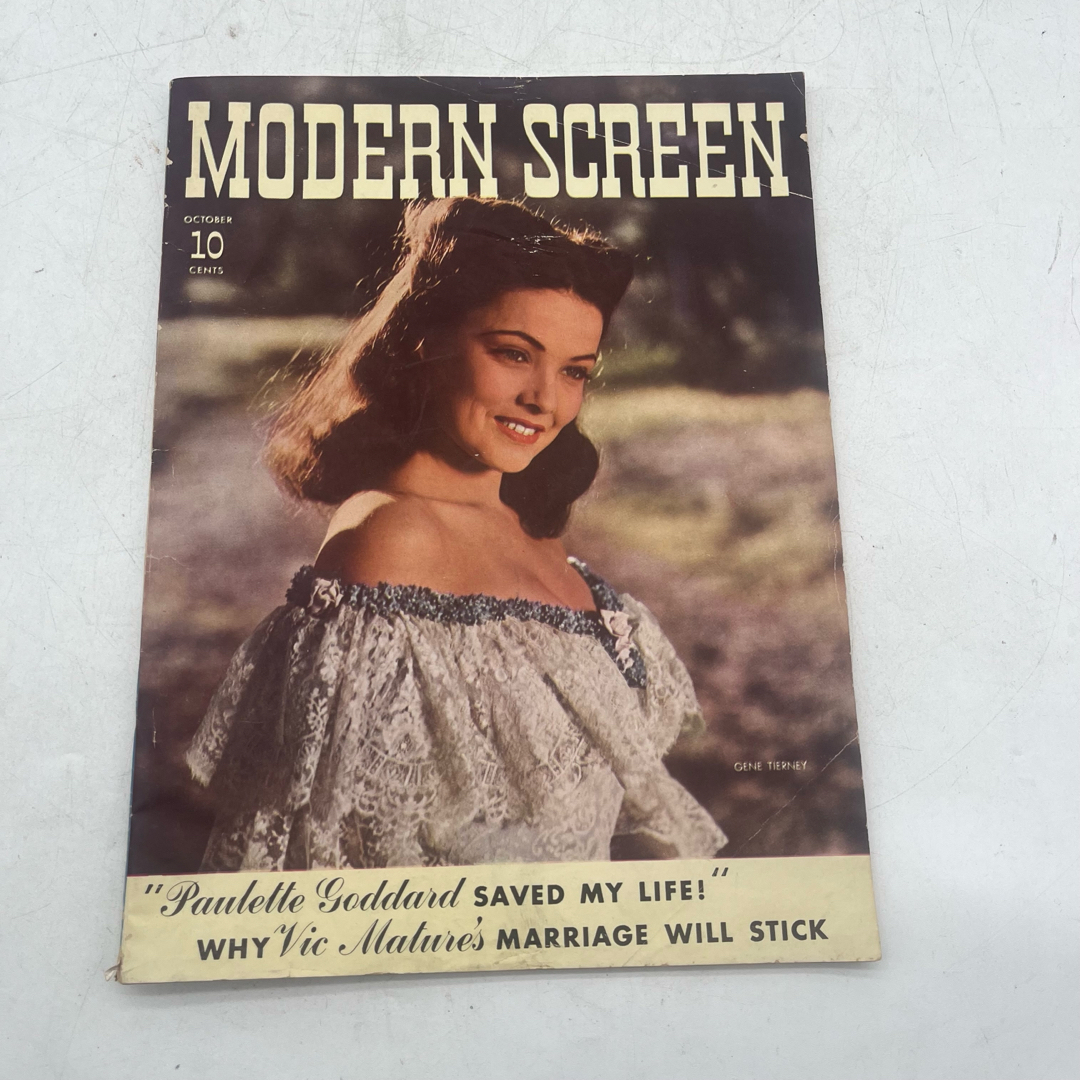 MODERN SCREEN
OCTOBER
10
CENTS
GENE TIERNEY
"Paulette Goddard SAVED MY LIFE!"
WHY Vic Mature's MARRIAGE WILL STICK